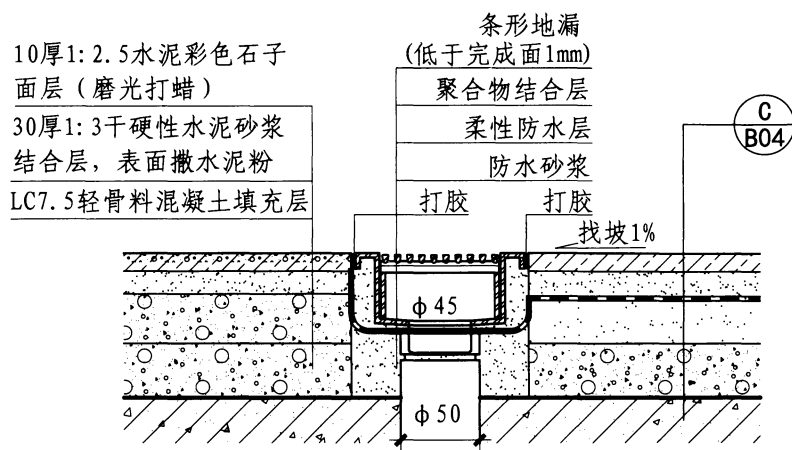 条形地漏
(低于完成面1mm)
聚合物结合层
柔性防水层
防水砂浆
10厚1:2.5水泥彩色石子
面层（磨光打蜡）
30厚1:3干硬性水泥砂浆
结合层，表面撒水泥粉
LC7.5轻骨料混凝土填充层
打胶
打胶
C
B04
找坡1%
ϕ45
ϕ50